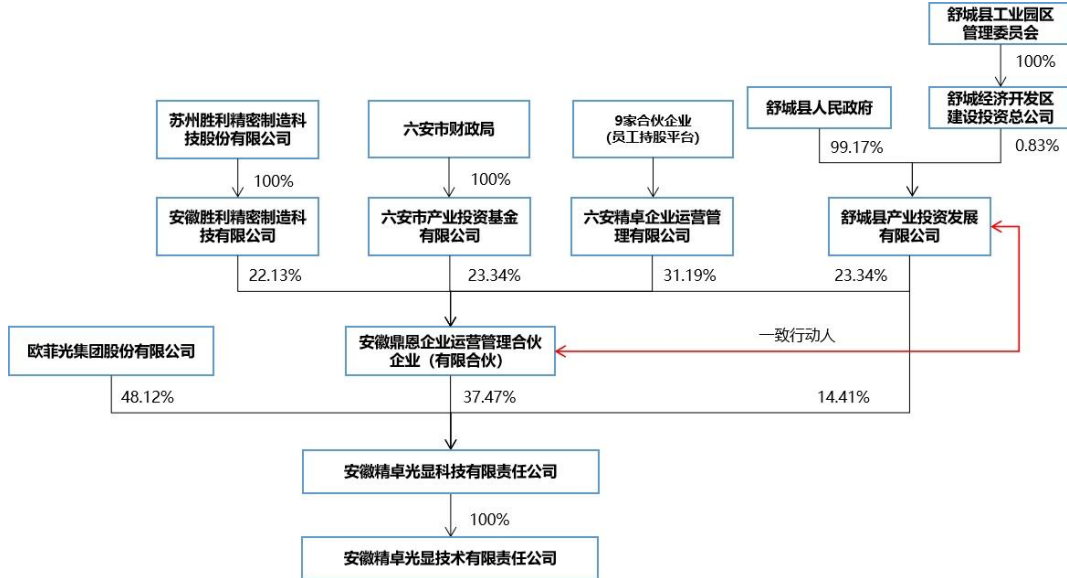 舒城县工业园区
管理委员会
100%
苏州胜利精密制造科
技股份有限公司
六安市财政局
9家合伙企业
(员工持股平台)
舒城县人民政府
舒城经济开发区
建设投资总公司
100%
100%
99.17%
0.83%
安徽胜利精密制造科
技有限公司
六安市产业投资基金
有限公司
六安精卓企业运营管
理有限公司
舒城县产业投资发展
有限公司
22.13%
23.34%
31.19%
23.34%
一致行动人
欧菲光集团股份有限公司
安徽鼎恩企业运营管理合伙
企业（有限合伙）
48.12%
37.47%
14.41%
安徽精卓光显科技有限责任公司
100%
安徽精卓光显技术有限责任公司